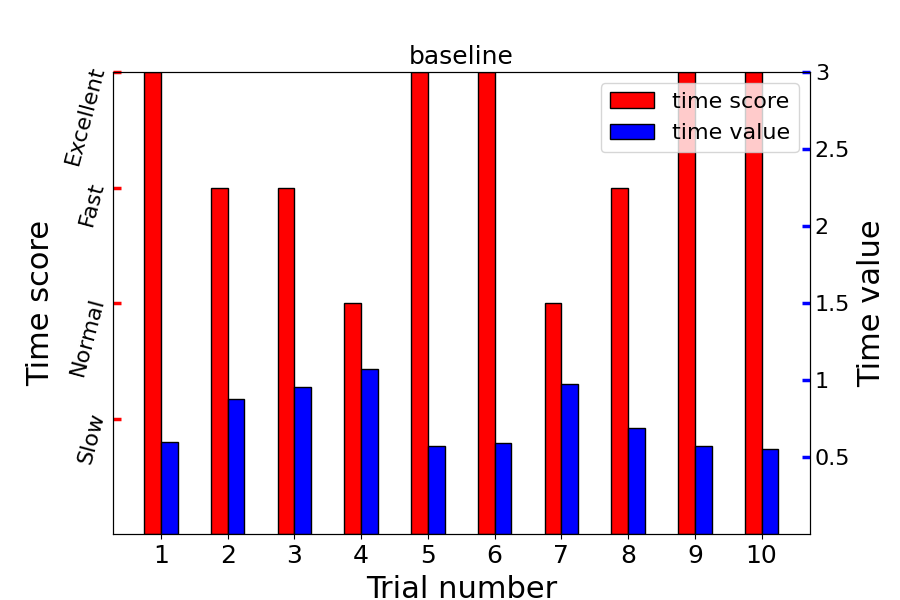 baseline
time score
time value
Time score
Excellent
Fast
Normal
Slow
3
2.5
2
1.5
1
0.5
Time value
1 2 3 4 5 6 7 8 9 10
Trial number